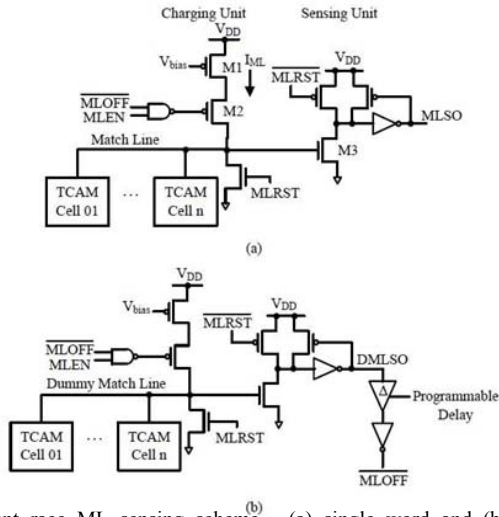 Charging Unit
Sensing Unit
VDD
VDD
Vbias
M1
IML
MLRST
MLOFF
MLEN
M2
MLSO
Match Line
M3
TCAM
Cell 01
...
TCAM
Cell n
MLRST
(a)
VDD
Vbias
VDD
MLRST
MLOFF
MLEN
DMLSO
Dummy Match Line
Δ
Programmable
Delay
TCAM
Cell 01
...
TCAM
Cell n
MLRST
MLOFF
(b)
race ML sensing scheme (a) single word and (b